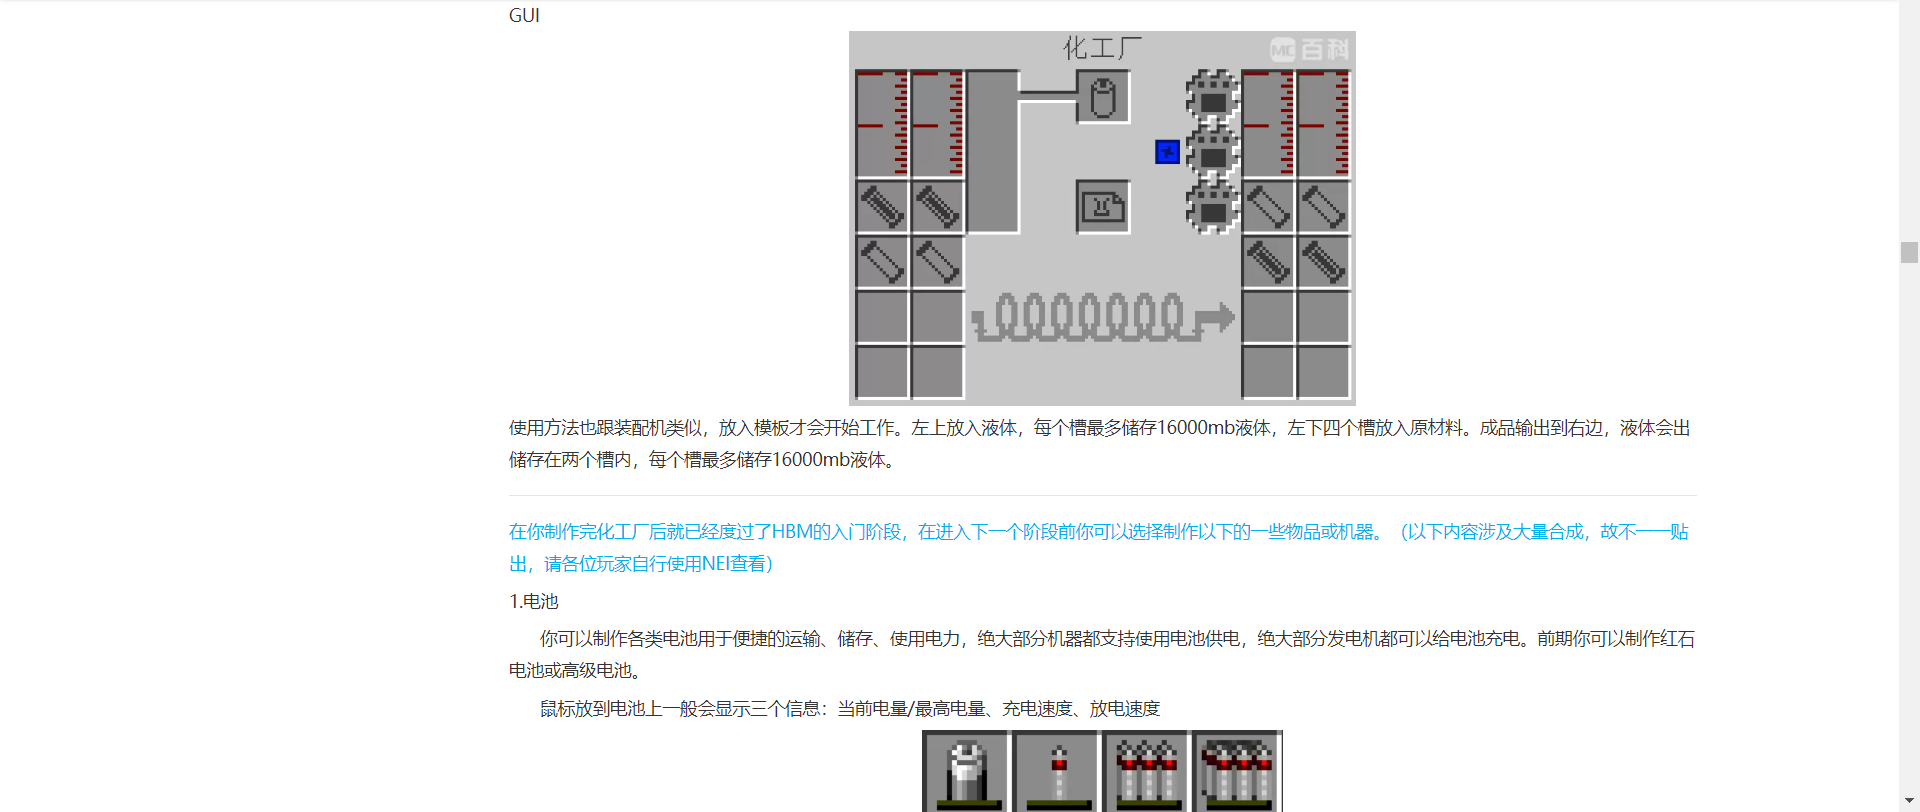 GUI
化工厂
MC百科
使用方法也跟装配机类似，放入模板才会开始工作。左上放入液体，每个槽最多储存16000mb液体，左下四个槽放入原材料。成品输出到右边，液体会出
储存在两个槽内，每个槽最多储存16000mb液体。
在你制作完化工厂后就已经度过了HBM的入门阶段，在进入下一个阶段前你可以选择制作以下的一些物品或机器。（以下内容涉及大量合成，故不一一贴
出，请各位玩家自行使用NEI查看）
1.电池
你可以制作各类电池用于便捷的运输、储存、使用电力，绝大部分机器都支持使用电池供电，绝大部分发电机都可以给电池充电。前期你可以制作红石
电池或高级电池。
鼠标放到电池上一般会显示三个信息：当前电量/最高电量、充电速度、放电速度